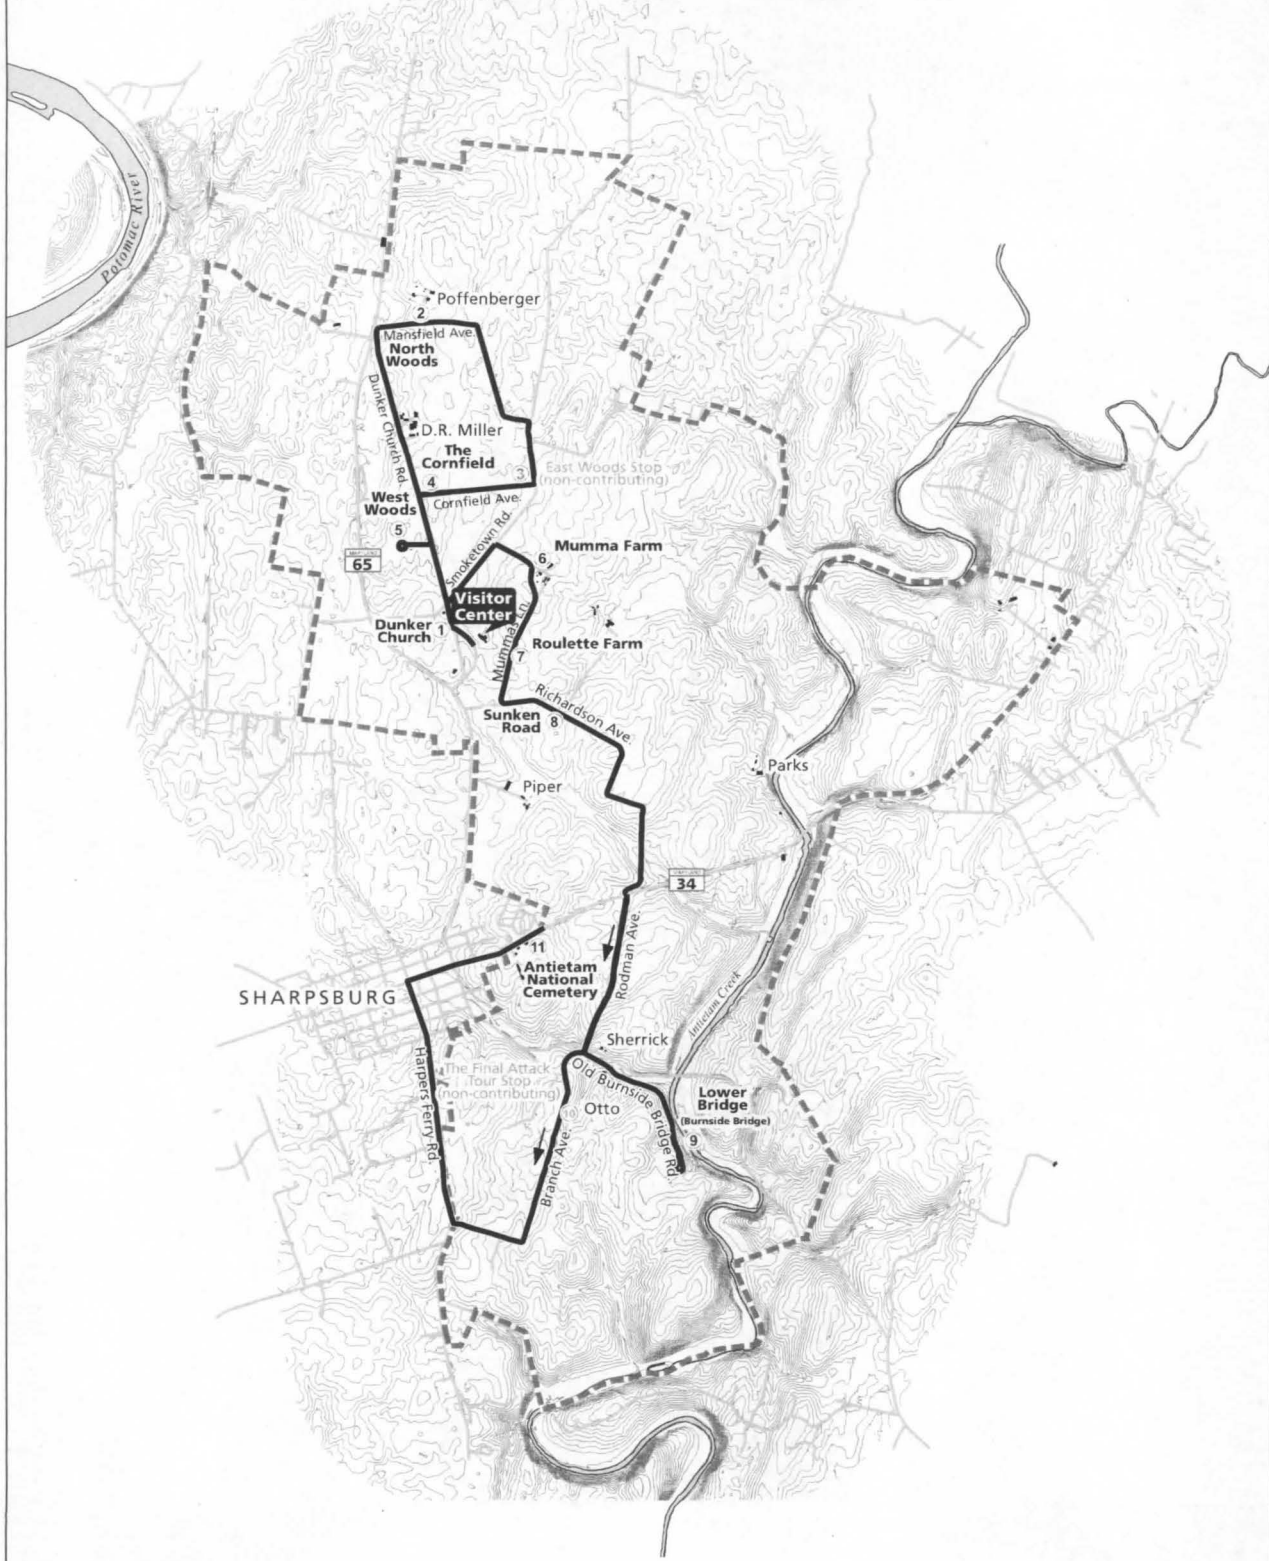 Potomac River
Poffenberger
2
Mansfield Ave.
North
Woods
Dunker Church Rd.
D.R. Miller
The
Cornfield
4
3
East Woods Stop
(non-contributing)
West
Woods
Cornfield Ave.
5
Smoketown Rd.
MARYLAND
65
6
Mumma Farm
Visitor
Center
Dunker
Church
1
Mummas Ln.
Roulette Farm
7
Richardson Ave.
Sunken
Road
8
Parks
Piper
MARYLAND
34
11
Antietam
National
Cemetery
Rodman Ave.
SHARPSBURG
Antietam Creek
Sherrick
Harpers Ferry Rd.
The Final Attack
Tour Stop
(non-contributing)
Old Burnside Bridge Rd.
Lower
Bridge
(Burnside Bridge)
10
Otto
9
Branch Ave.